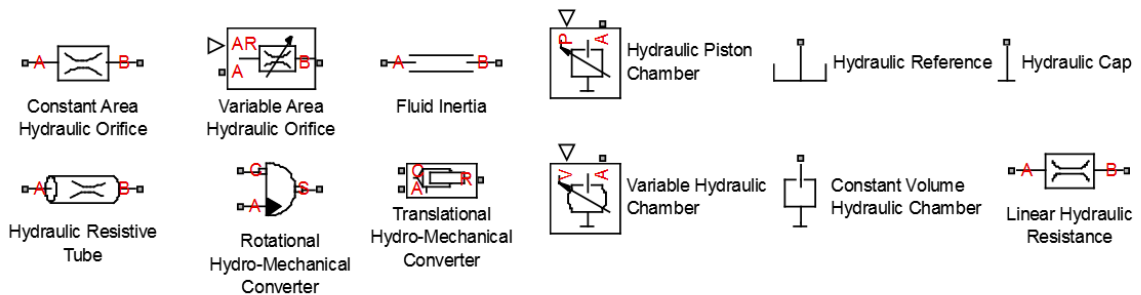 A B
Constant Area
Hydraulic Orifice
AR
A B
Variable Area
Hydraulic Orifice
A B
Fluid Inertia
P A
Hydraulic Piston
Chamber
Hydraulic Reference
Hydraulic Cap
A B
Hydraulic Resistive
Tube
C
S
A
Rotational
Hydro-Mechanical
Converter
C
R
A
Translational
Hydro-Mechanical
Converter
V A
Variable Hydraulic
Chamber
Constant Volume
Hydraulic Chamber
A B
Linear Hydraulic
Resistance